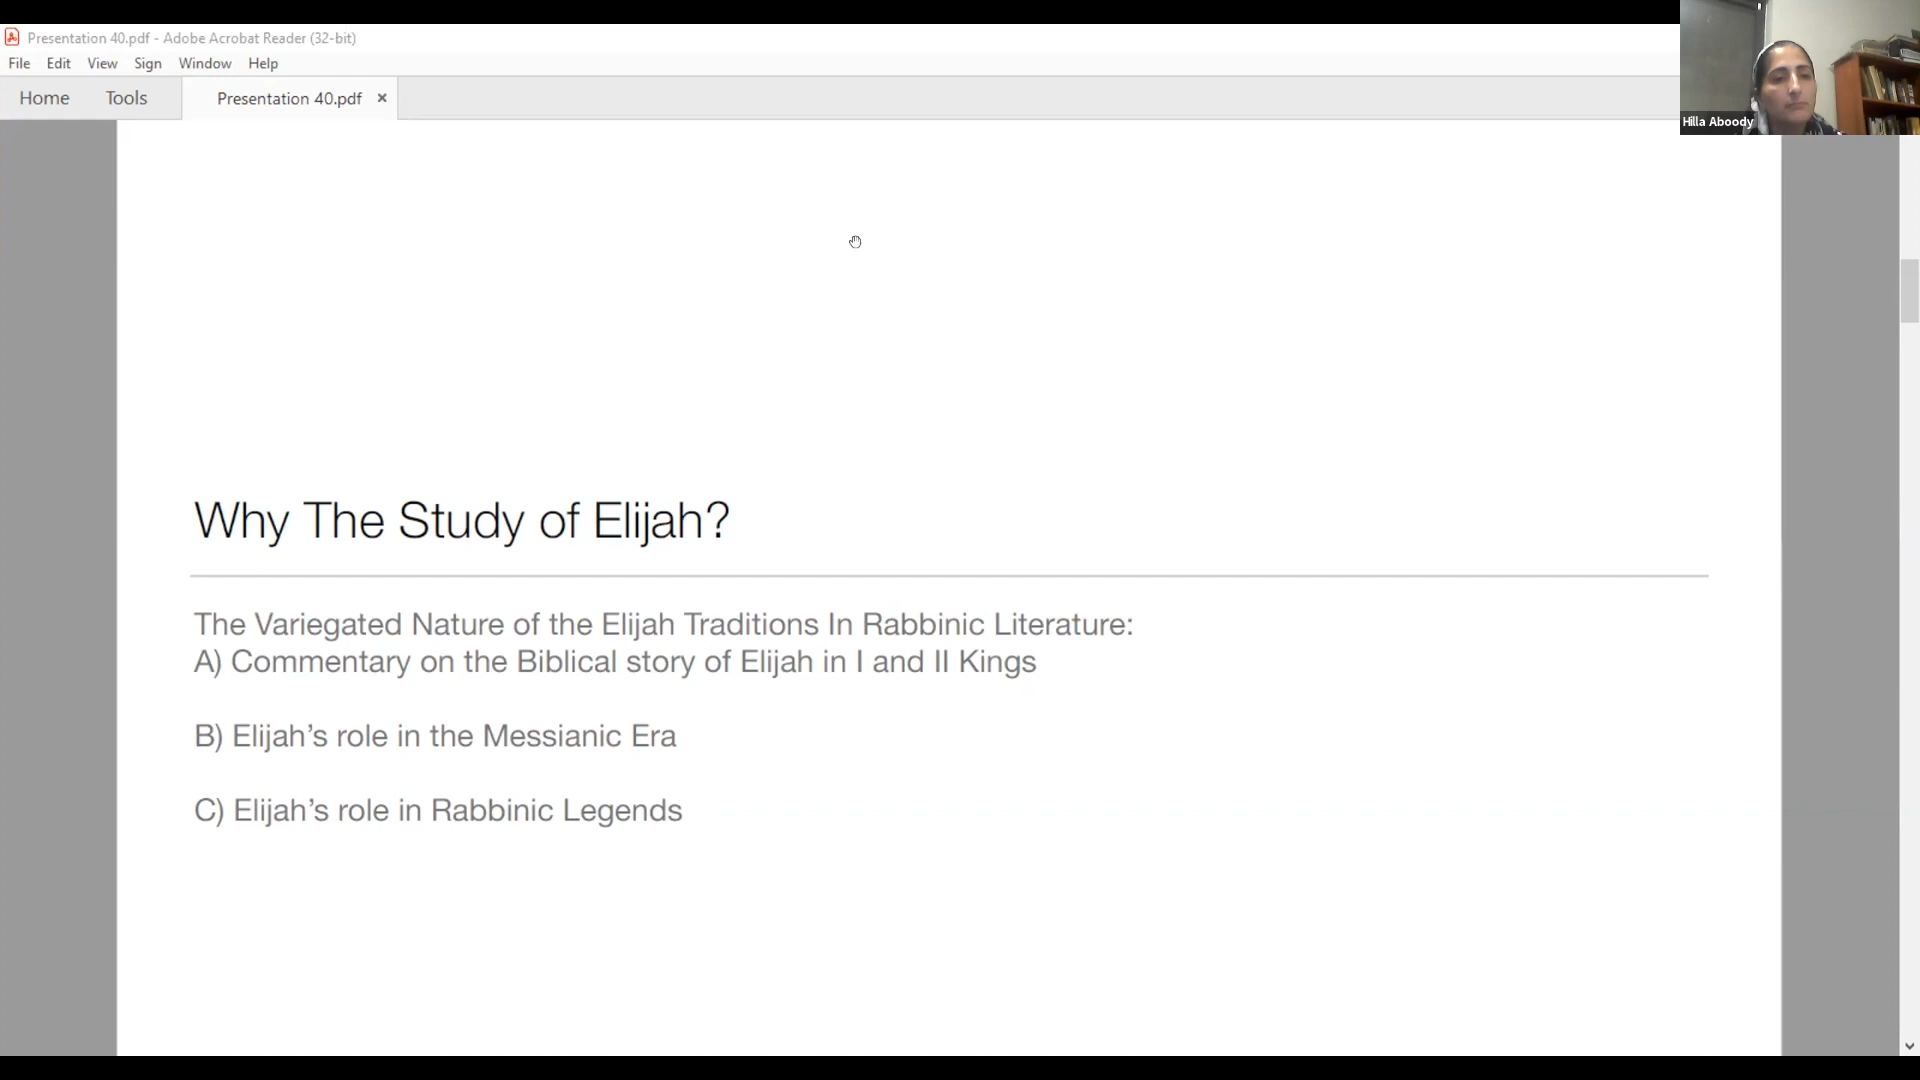 Presentation 40.pdf - Adobe Acrobat Reader (32-bit)
File Edit View Sign Window Help
Home Tools Presentation 40.pdf ×
Hilla Aboody
Why The Study of Elijah?
The Variegated Nature of the Elijah Traditions In Rabbinic Literature:
A) Commentary on the Biblical story of Elijah in I and II Kings
B) Elijah’s role in the Messianic Era
C) Elijah’s role in Rabbinic Legends